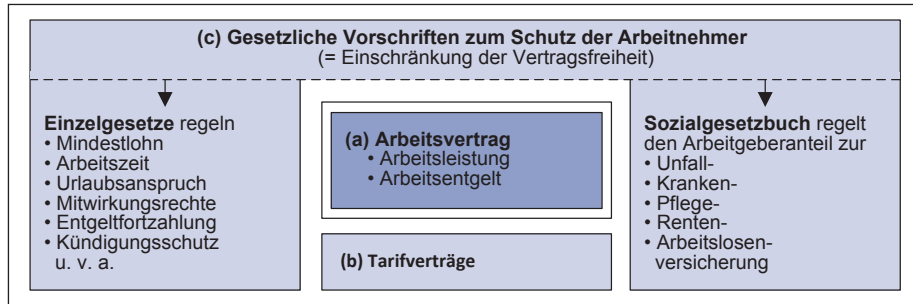 (c) Gesetzliche Vorschriften zum Schutz der Arbeitnehmer
(= Einschränkung der Vertragsfreiheit)
Einzelgesetze regeln
• Mindestlohn
• Arbeitszeit
• Urlaubsanspruch
• Mitwirkungsrechte
• Entgeltfortzahlung
• Kündigungsschutz
u. v. a.
(a) Arbeitsvertrag
• Arbeitsleistung
• Arbeitsentgelt
(b) Tarifverträge
Sozialgesetzbuch regelt
den Arbeitgeberanteil zur
• Unfall-
• Kranken-
• Pflege-
• Renten-
• Arbeitslosen-
versicherung